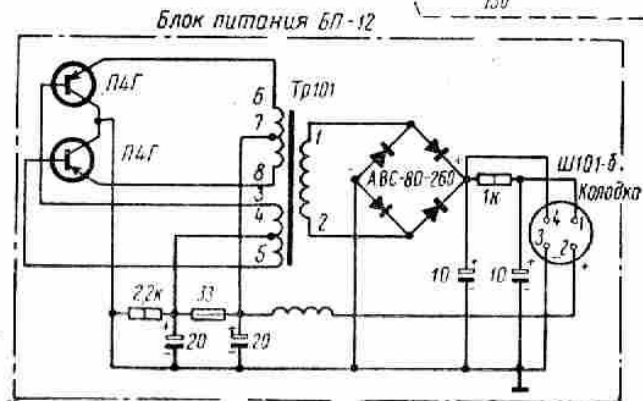 130
Блок питания БП-12
П4Г
П4Г
Тр101
6
7
8
3
4
5
1
2
АВС-80-260
- +
1к
Ш101-б.
Колодка
4 1
3 2
+
10 + -
10 + -
2,2к
33
+ 20 -
+ 20 -